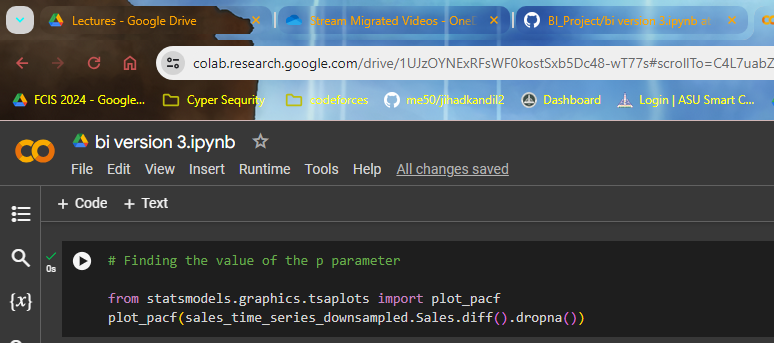 Lectures - Google Drive
Stream Migrated Videos - OneD
BI_Project/bi version 3.ipynb at
colab.research.google.com/drive/1UJzOYNExRFsWF0kostSxb5Dc48-wT77s#scrollTo=C4L7uabZ
FCIS 2024 - Google...
Cyper Sequrity
codeforces
me50/jihadkandil2
Dashboard
Login | ASU Smart C...
bi version 3.ipynb
File Edit View Insert Runtime Tools Help All changes saved
+ Code + Text
0s
# Finding the value of the p parameter
{x}
from statsmodels.graphics.tsaplots import plot_pacf
plot_pacf(sales_time_series_downsampled.Sales.diff().dropna())